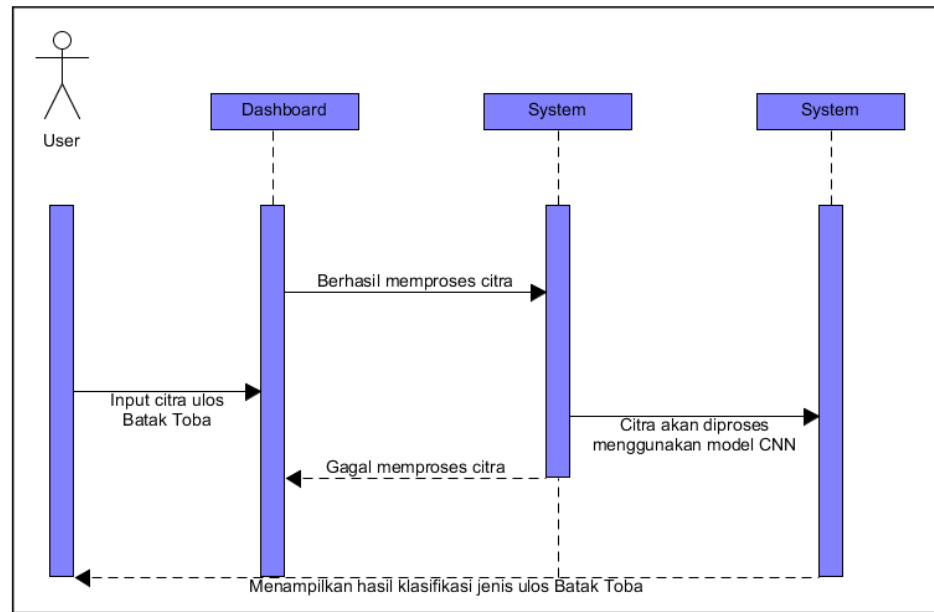 User
Dashboard
System
System
Berhasil memproses citra
Input citra ulos
Batak Toba
Citra akan diproses
menggunakan model CNN
Gagal memproses citra
Menampilkan hasil klasifikasi jenis ulos Batak Toba